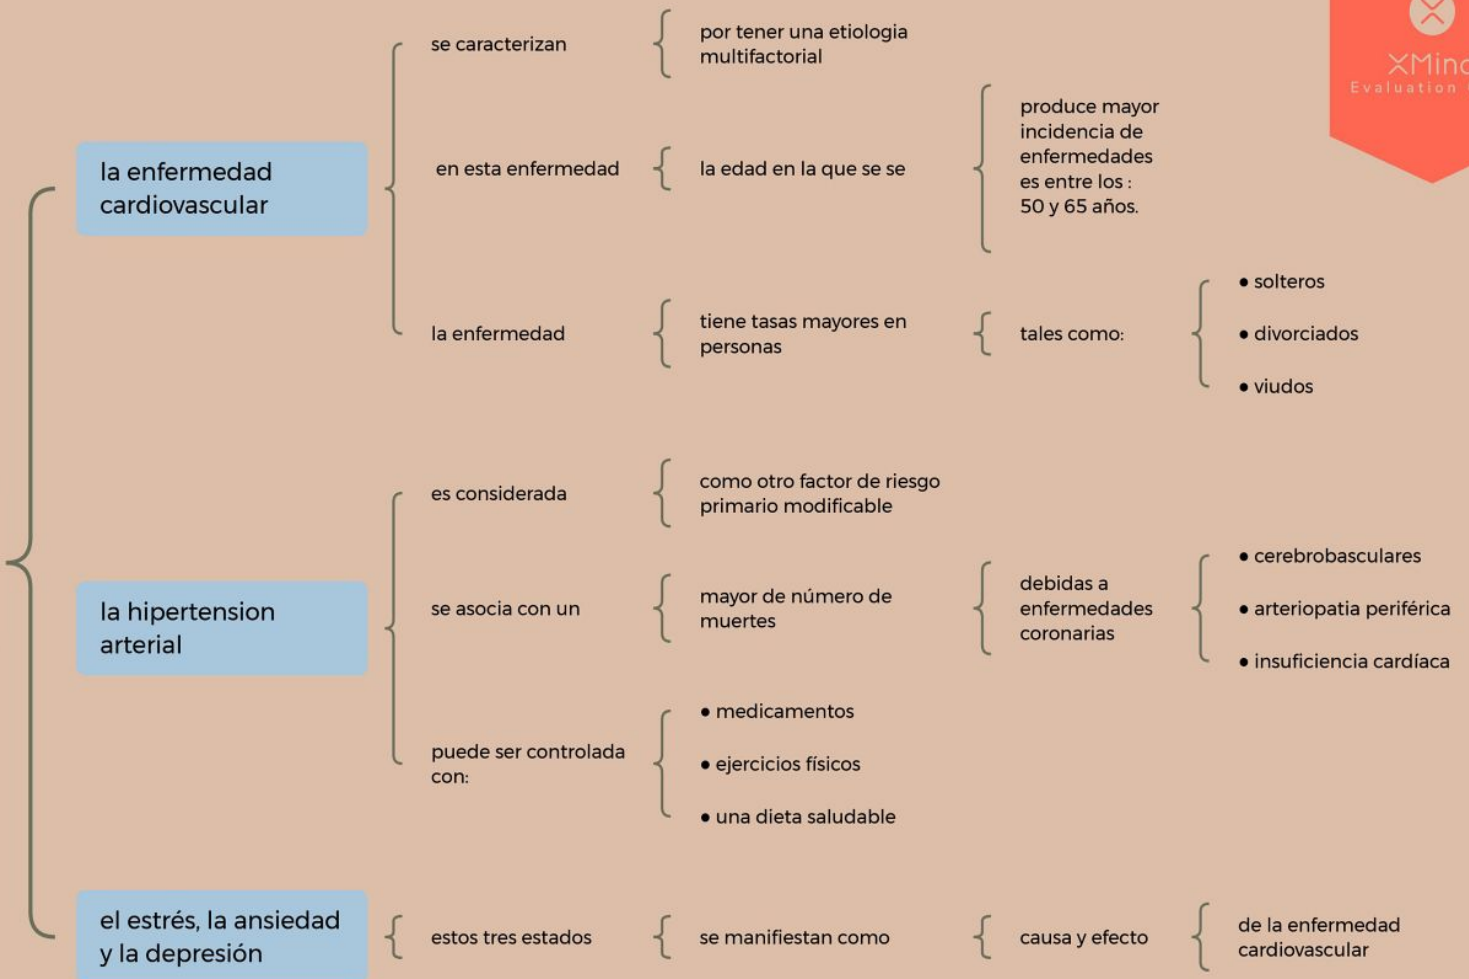 XMind
Evaluation
la enfermedad
cardiovascular
se caracterizan
por tener una etiologia
multifactorial
en esta enfermedad
la edad en la que se se
produce mayor
incidencia de
enfermedades
es entre los :
50 y 65 años.
la enfermedad
tiene tasas mayores en
personas
tales como:
• solteros
• divorciados
• viudos
la hipertension
arterial
es considerada
como otro factor de riesgo
primario modificable
se asocia con un
mayor de número de
muertes
debidas a
enfermedades
coronarias
• cerebrobasculares
• arteriopatia periférica
• insuficiencia cardíaca
puede ser controlada
con:
• medicamentos
• ejercicios físicos
• una dieta saludable
el estrés, la ansiedad
y la depresión
estos tres estados
se manifiestan como
causa y efecto
de la enfermedad
cardiovascular